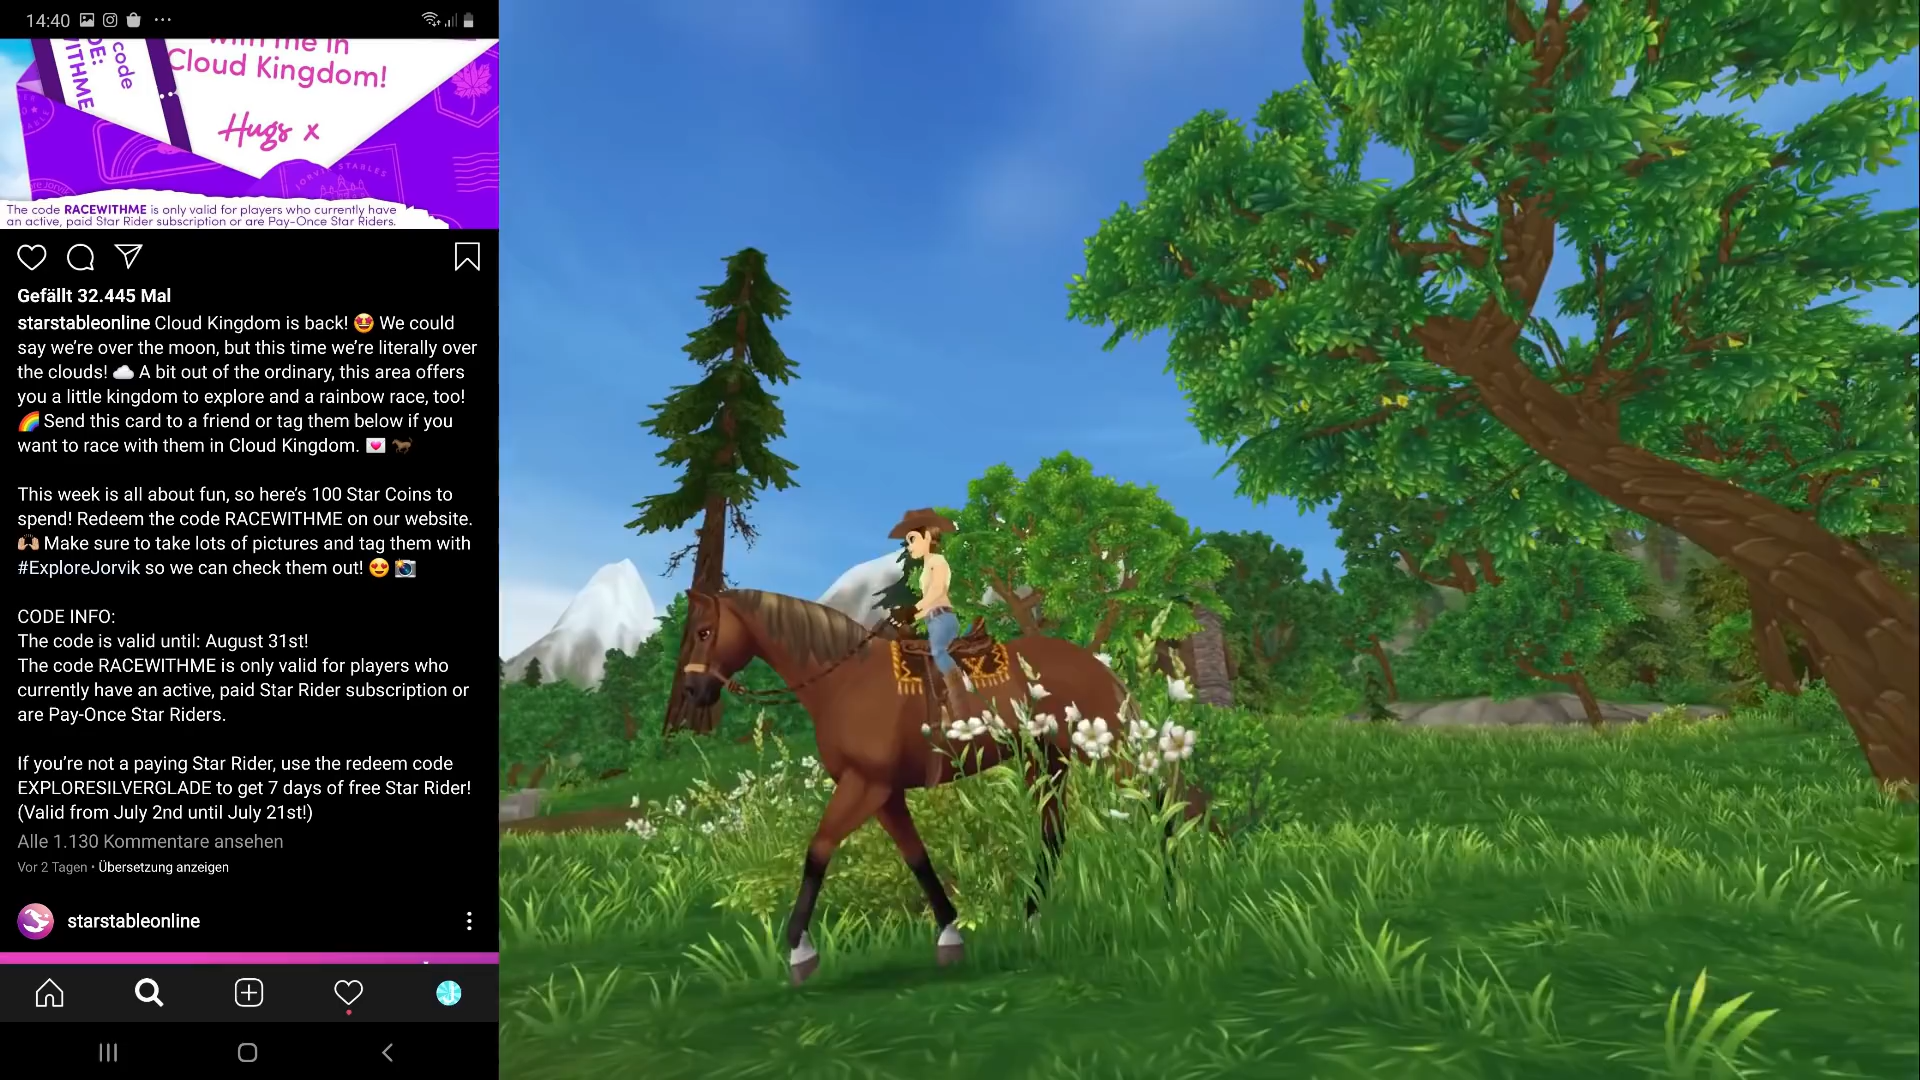 14:40
with me in
Cloud Kingdom!
code
DE:
WITHME
Hugs x
JORVIK STABLES
The code RACEWITHME is only valid for players who currently have
an active, paid Star Rider subscription or are Pay-Once Star Riders.
Gefällt 32.445 Mal
starstableonline Cloud Kingdom is back! 🤩 We could
say we’re over the moon, but this time we’re literally over
the clouds! ☁️ A bit out of the ordinary, this area offers
you a little kingdom to explore and a rainbow race, too!
🌈 Send this card to a friend or tag them below if you
want to race with them in Cloud Kingdom. 💌 🐎
This week is all about fun, so here’s 100 Star Coins to
spend! Redeem the code RACEWITHME on our website.
🙌🏼 Make sure to take lots of pictures and tag them with
#ExploreJorvik so we can check them out! 😍 📸
CODE INFO:
The code is valid until: August 31st!
The code RACEWITHME is only valid for players who
currently have an active, paid Star Rider subscription or
are Pay-Once Star Riders.
If you’re not a paying Star Rider, use the redeem code
EXPLORESILVERGLADE to get 7 days of free Star Rider!
(Valid from July 2nd until July 21st!)
Alle 1.130 Kommentare ansehen
Vor 2 Tagen • Übersetzung anzeigen
starstableonline